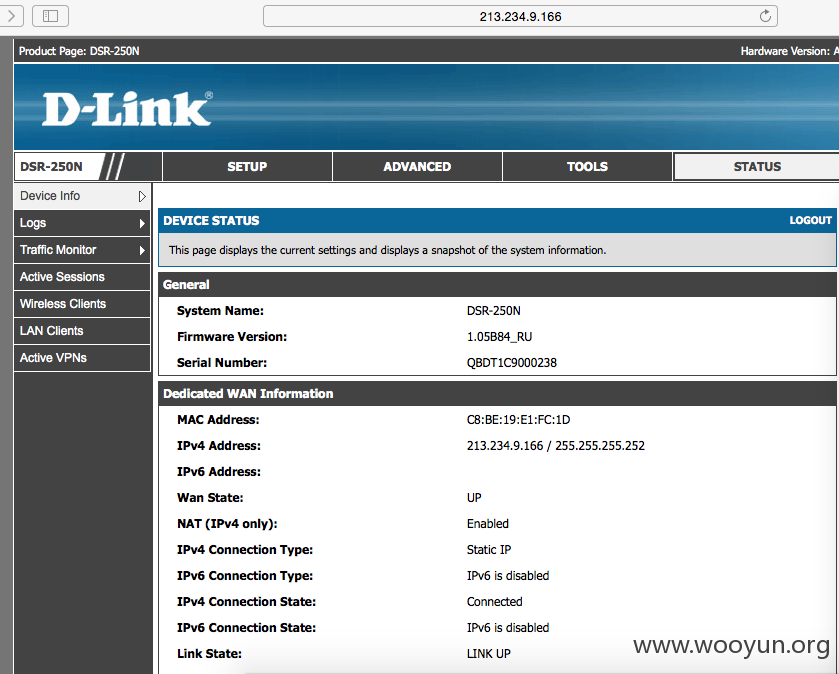 213.234.9.166
Product Page: DSR-250N Hardware Version: A
D-Link®
DSR-250N SETUP ADVANCED TOOLS STATUS
Device Info
Logs
Traffic Monitor
Active Sessions
Wireless Clients
LAN Clients
Active VPNs
DEVICE STATUS LOGOUT
This page displays the current settings and displays a snapshot of the system information.
General
System Name: DSR-250N
Firmware Version: 1.05B84_RU
Serial Number: QBDT1C9000238
Dedicated WAN Information
MAC Address: C8:BE:19:E1:FC:1D
IPv4 Address: 213.234.9.166 / 255.255.255.252
IPv6 Address:
Wan State: UP
NAT (IPv4 only): Enabled
IPv4 Connection Type: Static IP
IPv6 Connection Type: IPv6 is disabled
IPv4 Connection State: Connected
IPv6 Connection State: IPv6 is disabled
Link State: LINK UP
www.wooyun.org